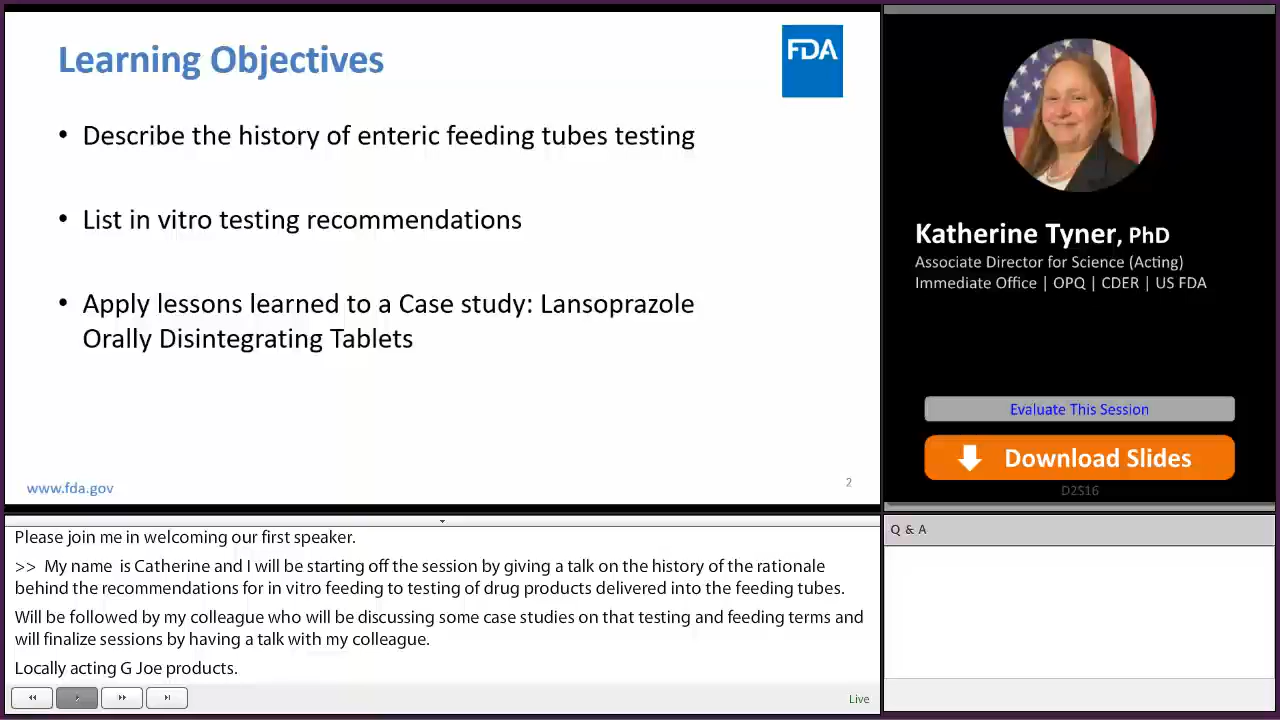 Learning Objectives
FDA
• Describe the history of enteric feeding tubes testing
• List in vitro testing recommendations
• Apply lessons learned to a Case study: Lansoprazole
Orally Disintegrating Tablets
www.fda.gov
2
Katherine Tyner, PhD
Associate Director for Science (Acting)
Immediate Office | OPQ | CDER | US FDA
Evaluate This Session
Download Slides
D2S16
Please join me in welcoming our first speaker.
>> My name is Catherine and I will be starting off the session by giving a talk on the history of the rationale
behind the recommendations for in vitro feeding to testing of drug products delivered into the feeding tubes.
Will be followed by my colleague who will be discussing some case studies on that testing and feeding terms and
will finalize sessions by having a talk with my colleague.
Locally acting G Joe products.
Live
Q & A